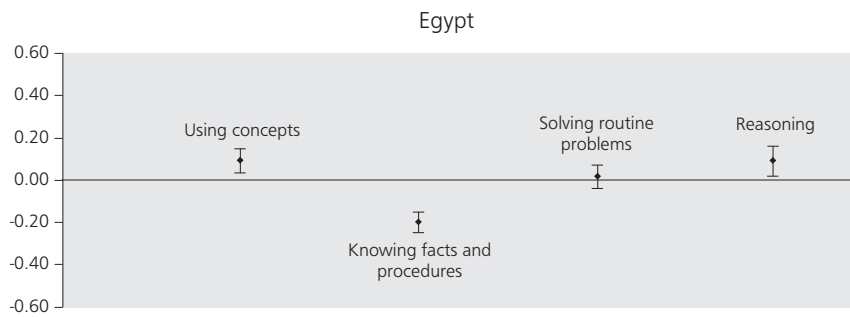 Egypt
0.60
0.40
0.20
0.00
-0.20
-0.40
-0.60
Using concepts
Knowing facts and
procedures
Solving routine
problems
Reasoning